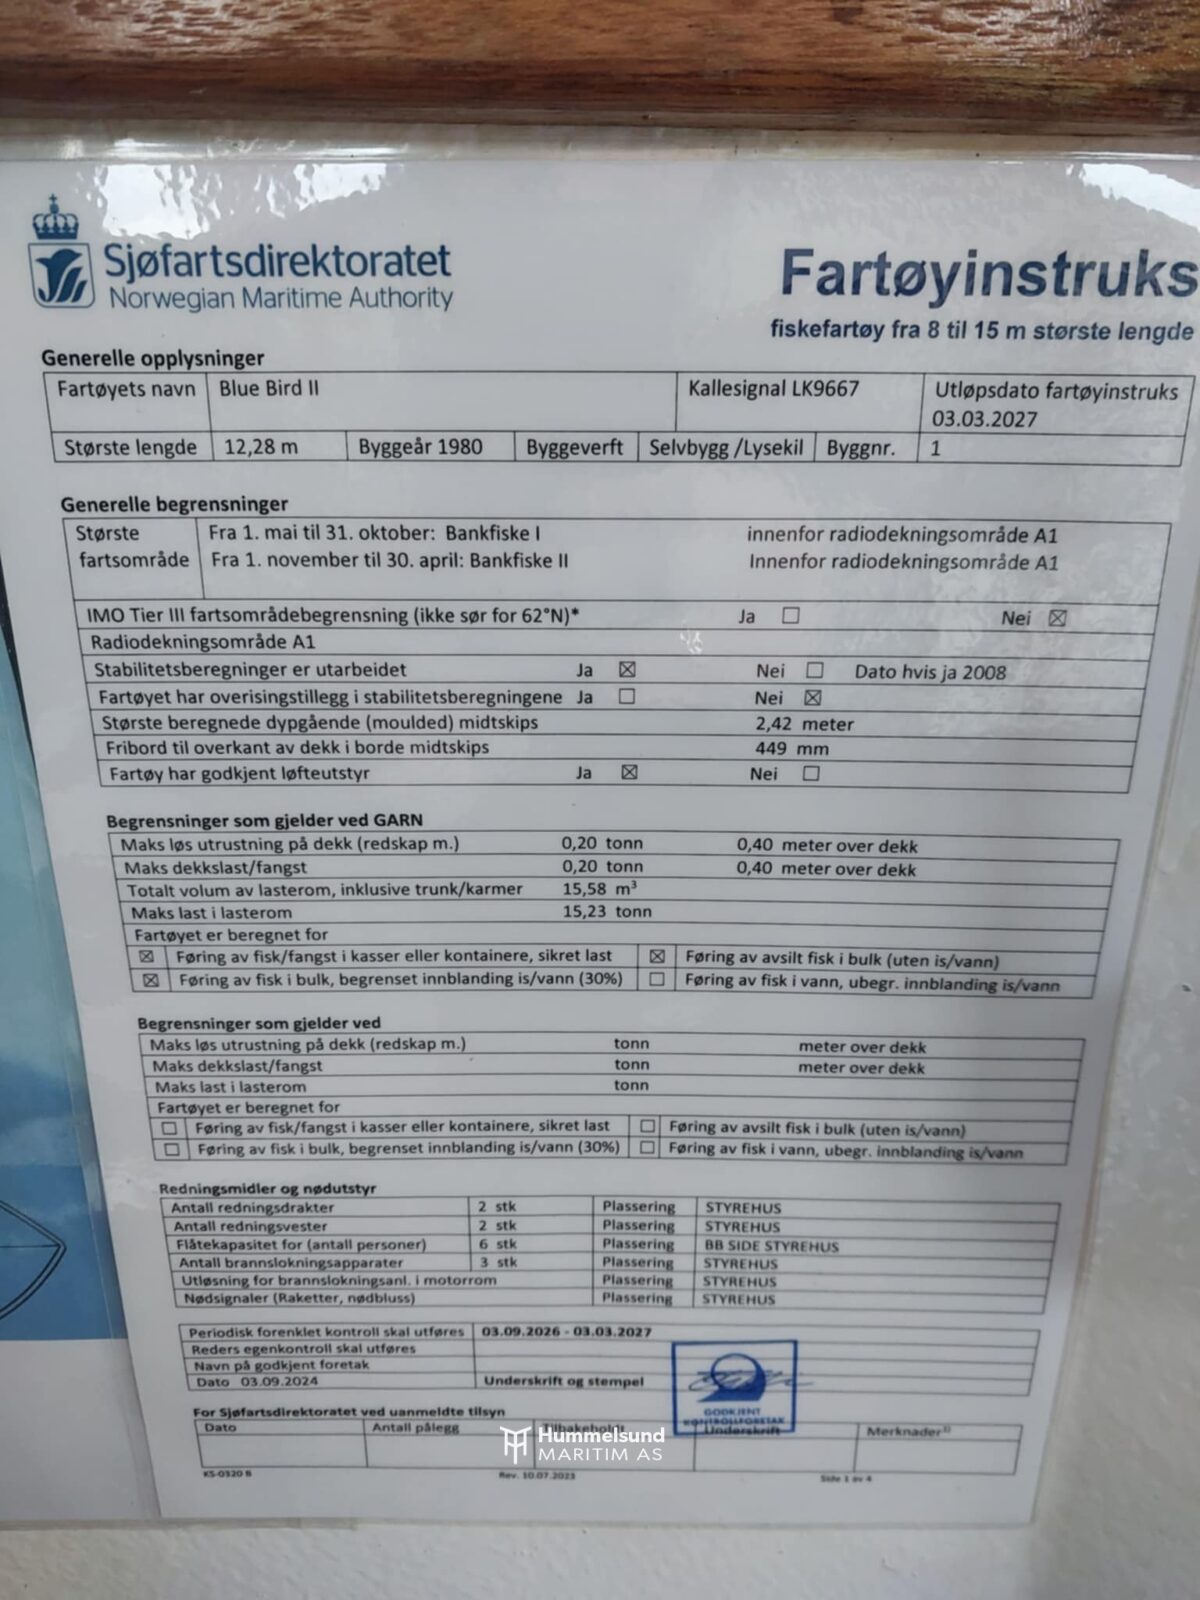 Sjøfartsdirektoratet
Norwegian Maritime Authority
Fartøyinstruks
fiskefartøy fra 8 til 15 m største lengde
Generelle opplysninger
Fartøyets navn Blue Bird II Kallesignal LK9667 Utløpsdato fartøyinstruks
03.03.2027
Største lengde 12,28 m Byggeår 1980 Byggeverft Selvbygg /Lysekil Byggnr. 1
Generelle begrensninger
Største Fra 1. mai til 31. oktober: Bankfiske I innenfor radiodekningsområde A1
fartsområde Fra 1. november til 30. april: Bankfiske II Innenfor radiodekningsområde A1
IMO Tier III fartsområdebegrensning (ikke sør for 62°N)* Ja ☐ Nei ☒
Radiodekningsområde A1
Stabilitetsberegninger er utarbeidet Ja ☒ Nei ☐ Dato hvis ja 2008
Fartøyet har overisingstillegg i stabilitetsberegningene Ja ☐ Nei ☒
Største beregnede dypgående (moulded) midtskips 2,42 meter
Fribord til overkant av dekk i borde midtskips 449 mm
Fartøy har godkjent løfteutstyr Ja ☒ Nei ☐
Begrensninger som gjelder ved GARN
Maks løs utrustning på dekk (redskap m.) 0,20 tonn 0,40 meter over dekk
Maks dekkslast/fangst 0,20 tonn 0,40 meter over dekk
Totalt volum av lasterom, inklusive trunk/karmer 15,58 m³
Maks last i lasterom 15,23 tonn
Fartøyet er beregnet for
☒ Føring av fisk/fangst i kasser eller kontainere, sikret last ☒ Føring av avsilt fisk i bulk (uten is/vann)
☒ Føring av fisk i bulk, begrenset innblanding is/vann (30%) ☐ Føring av fisk i vann, ubegr. innblanding is/vann
Begrensninger som gjelder ved
Maks løs utrustning på dekk (redskap m.) tonn meter over dekk
Maks dekkslast/fangst tonn meter over dekk
Maks last i lasterom tonn
Fartøyet er beregnet for
☐ Føring av fisk/fangst i kasser eller kontainere, sikret last ☐ Føring av avsilt fisk i bulk (uten is/vann)
☐ Føring av fisk i bulk, begrenset innblanding is/vann (30%) ☐ Føring av fisk i vann, ubegr. innblanding is/vann
Redningsmidler og nødutstyr
Antall redningsdrakter 2 stk Plassering STYREHUS
Antall redningsvester 2 stk Plassering STYREHUS
Flåtekapasitet for (antall personer) 6 stk Plassering BB SIDE STYREHUS
Antall brannslokningsapparater 3 stk Plassering STYREHUS
Utløsning for brannslokningsanl. i motorrom Plassering STYREHUS
Nødsignaler (Raketter, nødbluss) Plassering STYREHUS
Periodisk forenklet kontroll skal utføres 03.09.2026 - 03.03.2027
Reders egenkontroll skal utføres
Navn på godkjent foretak
Dato 03.09.2024 Underskrift og stempel
GODKJENT
KONTROLLFORETAK
For Sjøfartsdirektoratet ved uanmeldte tilsyn
Dato Antall pålegg Tilbakeholdt Underskrift Merknader¹⁾
Hummelsund
MARITIM AS
KS-0320 B Rev. 10.07.2023 Side 1 av 4